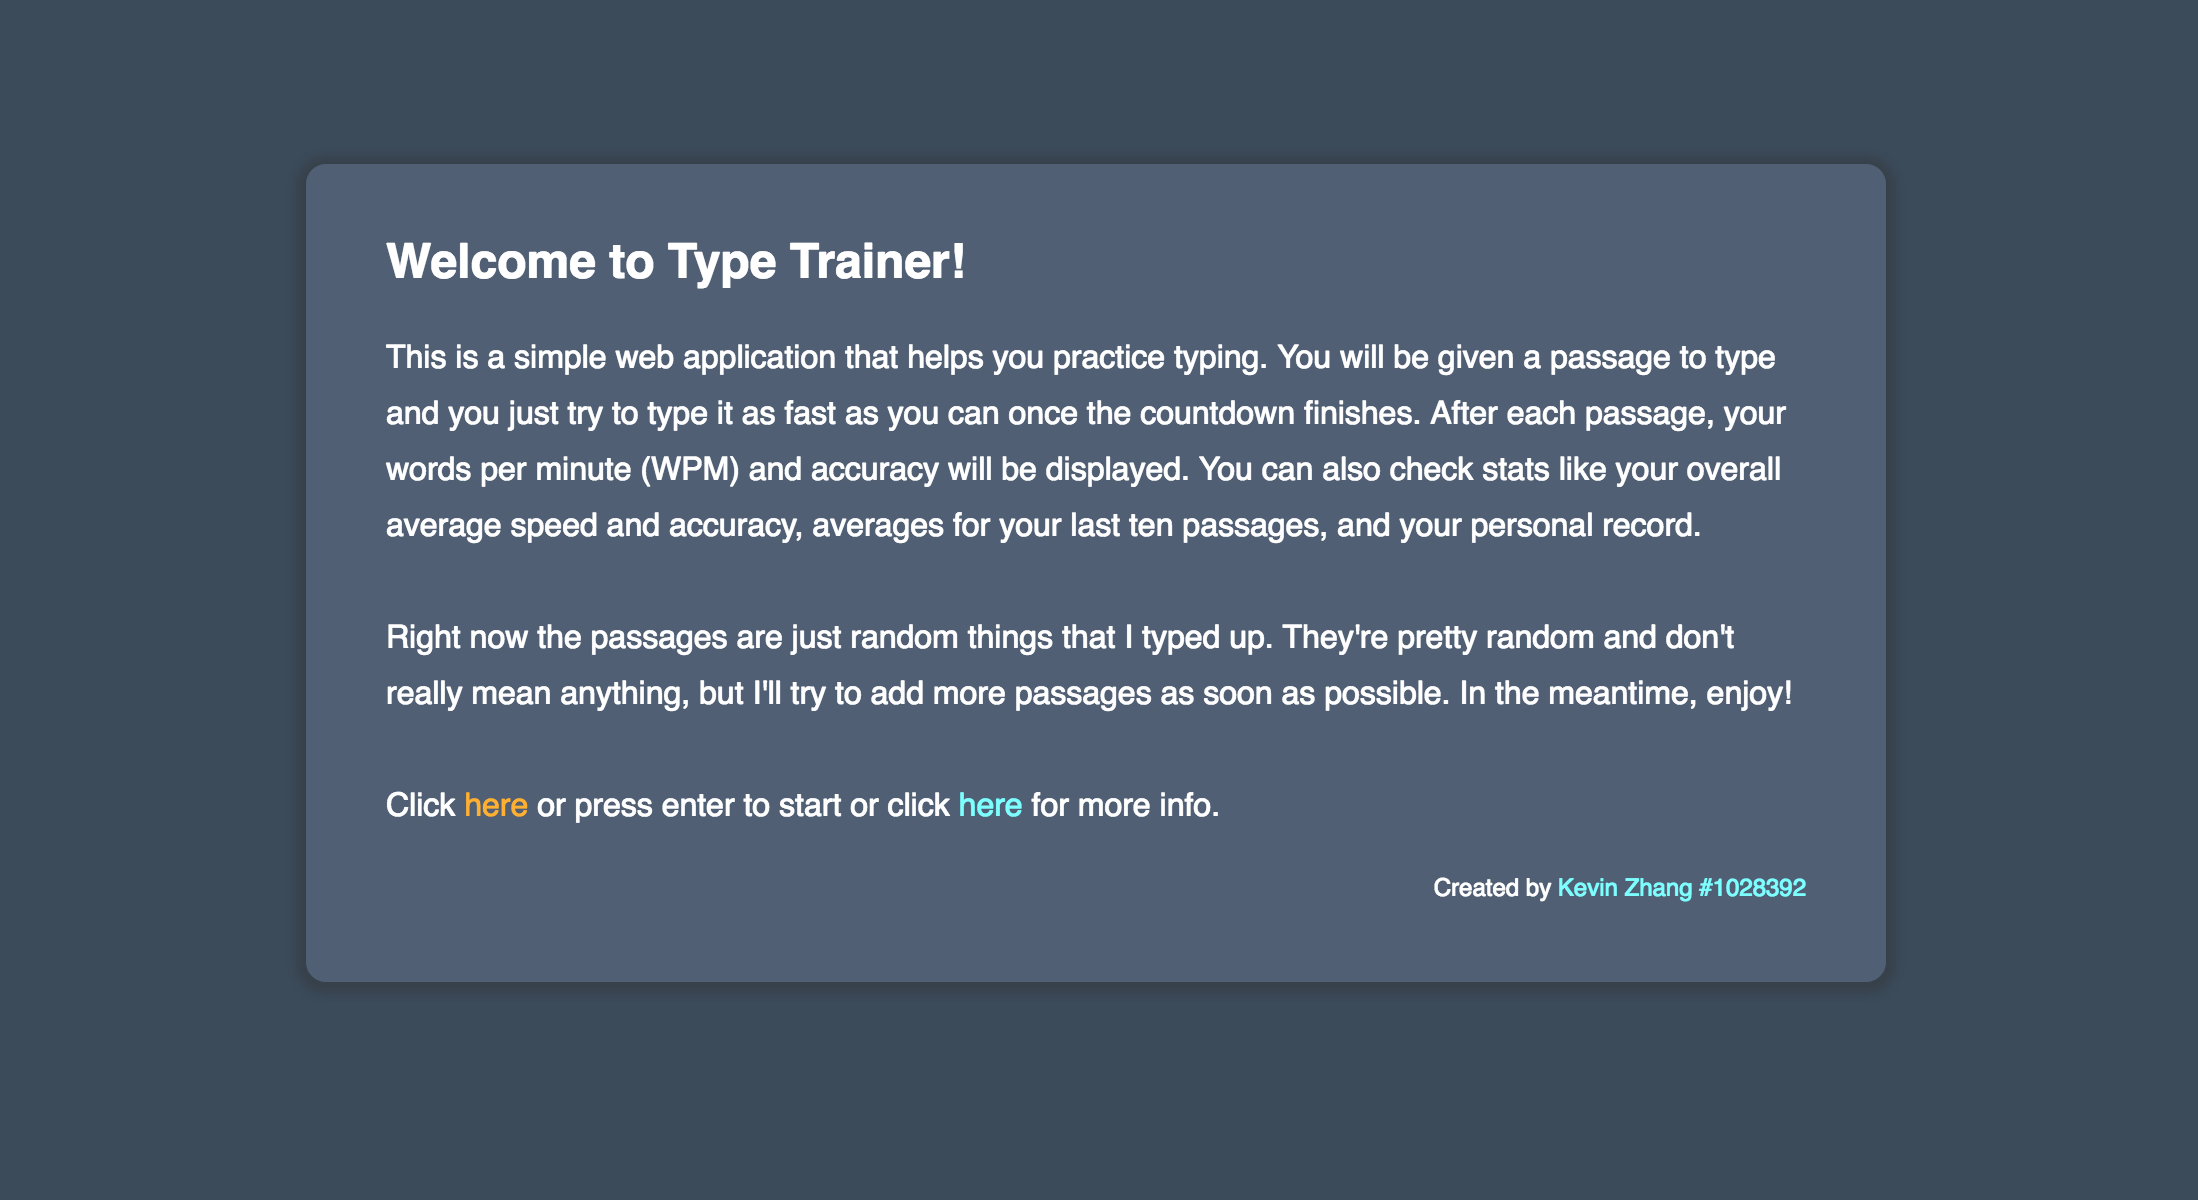 Welcome to Type Trainer!
This is a simple web application that helps you practice typing. You will be given a passage to type
and you just try to type it as fast as you can once the countdown finishes. After each passage, your
words per minute (WPM) and accuracy will be displayed. You can also check stats like your overall
average speed and accuracy, averages for your last ten passages, and your personal record.
Right now the passages are just random things that I typed up. They're pretty random and don't
really mean anything, but I'll try to add more passages as soon as possible. In the meantime, enjoy!
Click here or press enter to start or click here for more info.
Created by Kevin Zhang #1028392